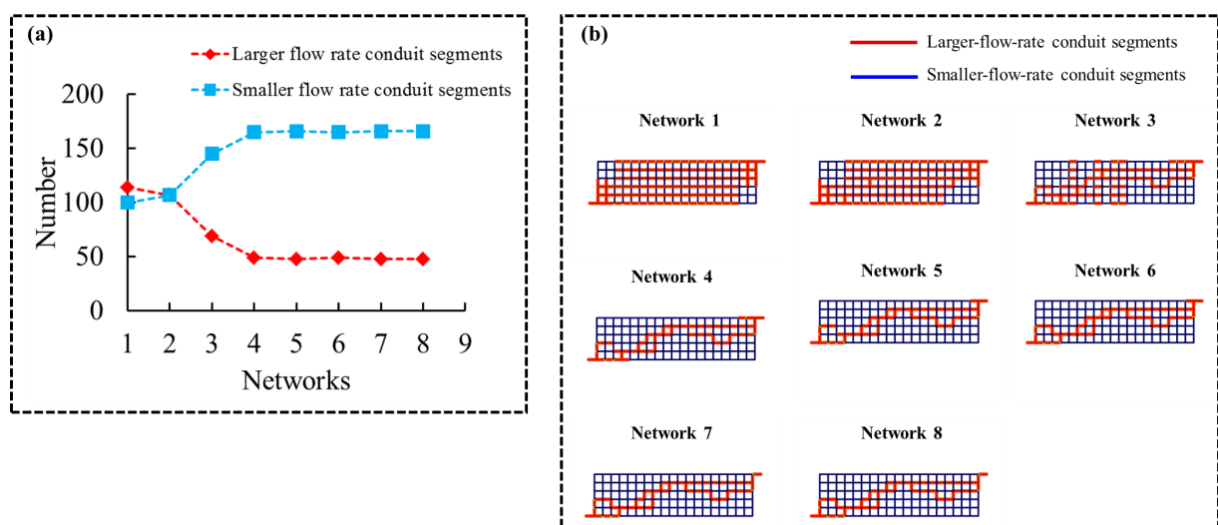 (a)
Larger flow rate conduit segments
Smaller flow rate conduit segments
200
150
100
50
0
Number
1 2 3 4 5 6 7 8 9
Networks
(b)
Larger-flow-rate conduit segments
Smaller-flow-rate conduit segments
Network 1 Network 2 Network 3
Network 4 Network 5 Network 6
Network 7 Network 8